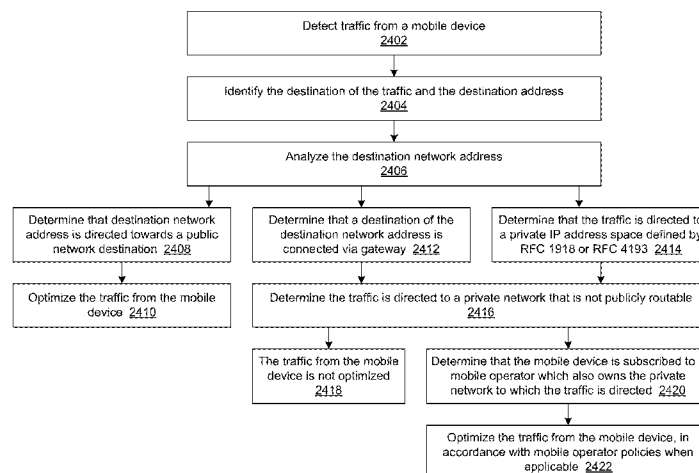 Detect traffic from a mobile device
2402
Identify the destination of the traffic and the destination address
2404
Analyze the destination network address
2406
Determine that destination network
address is directed towards a public
network destination 2408
Determine that a destination of the
destination network address is
connected via gateway 2412
Determine that the traffic is directed to
a private IP address space defined by
RFC 1918 or RFC 4193 2414
Optimize the traffic from the mobile
device 2410
Determine the traffic is directed to a private network that is not publicly routable
2416
The traffic from the mobile
device is not optimized
2418
Determine that the mobile device is subscribed to
mobile operator which also owns the private
network to which the traffic is directed 2420
Optimize the traffic from the mobile device, in
accordance with mobile operator policies when
applicable 2422